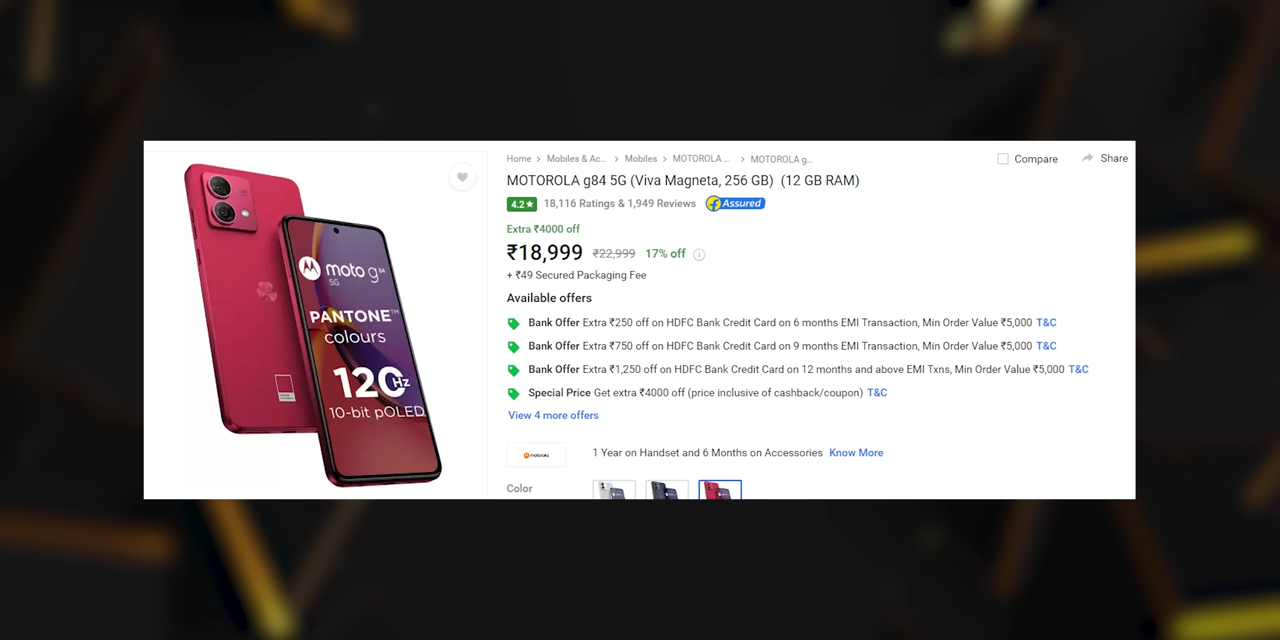 Home > Mobiles & Ac... > Mobiles > MOTOROLA ... > MOTOROLA g...
Compare
Share
MOTOROLA g84 5G (Viva Magneta, 256 GB) (12 GB RAM)
4.2★ 18,116 Ratings & 1,949 Reviews Assured
Extra ₹4000 off
₹18,999 ₹22,999 17% off
+ ₹49 Secured Packaging Fee
Available offers
Bank Offer Extra ₹250 off on HDFC Bank Credit Card on 6 months EMI Transaction, Min Order Value ₹5,000 T&C
Bank Offer Extra ₹750 off on HDFC Bank Credit Card on 9 months EMI Transaction, Min Order Value ₹5,000 T&C
Bank Offer Extra ₹1,250 off on HDFC Bank Credit Card on 12 months and above EMI Txns, Min Order Value ₹5,000 T&C
Special Price Get extra ₹4000 off (price inclusive of cashback/coupon) T&C
View 4 more offers
motorola
1 Year on Handset and 6 Months on Accessories Know More
Color
moto g84
5G
PANTONE™
colours
120Hz
10-bit pOLED